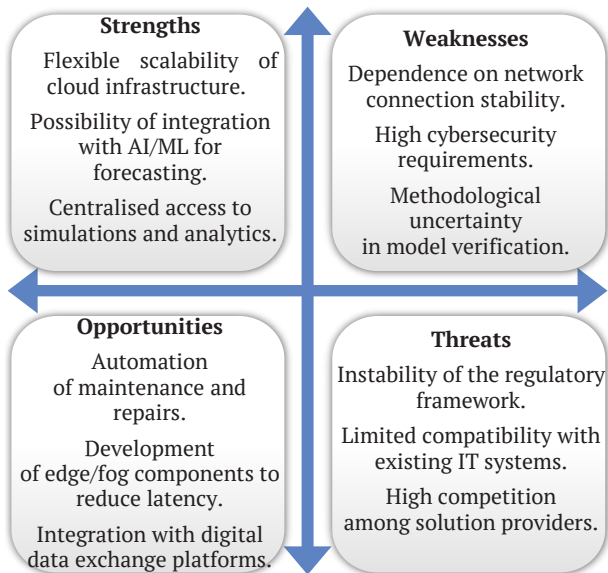 Strengths
Flexible scalability of
cloud infrastructure.
Possibility of integration
with AI/ML for
forecasting.
Centralised access to
simulations and analytics.
Weaknesses
Dependence on network
connection stability.
High cybersecurity
requirements.
Methodological
uncertainty
in model verification.
Opportunities
Automation
of maintenance and
repairs.
Development
of edge/fog components to
reduce latency.
Integration with digital
data exchange platforms.
Threats
Instability of the regulatory
framework.
Limited compatibility with
existing IT systems.
High competition
among solution providers.